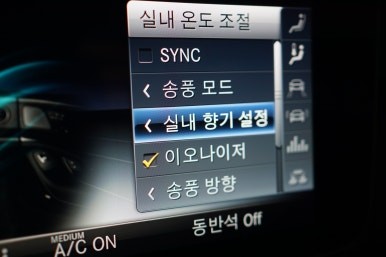 실내 온도 조절
SYNC
송풍 모드
실내 향기 설정
이오나이저
송풍 방향
동반석 Off
MEDIUM
A/C ON